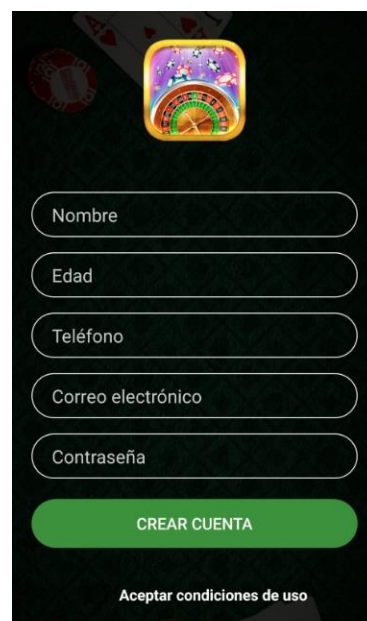 Nombre
Edad
Teléfono
Correo electrónico
Contraseña
CREAR CUENTA
Aceptar condiciones de uso